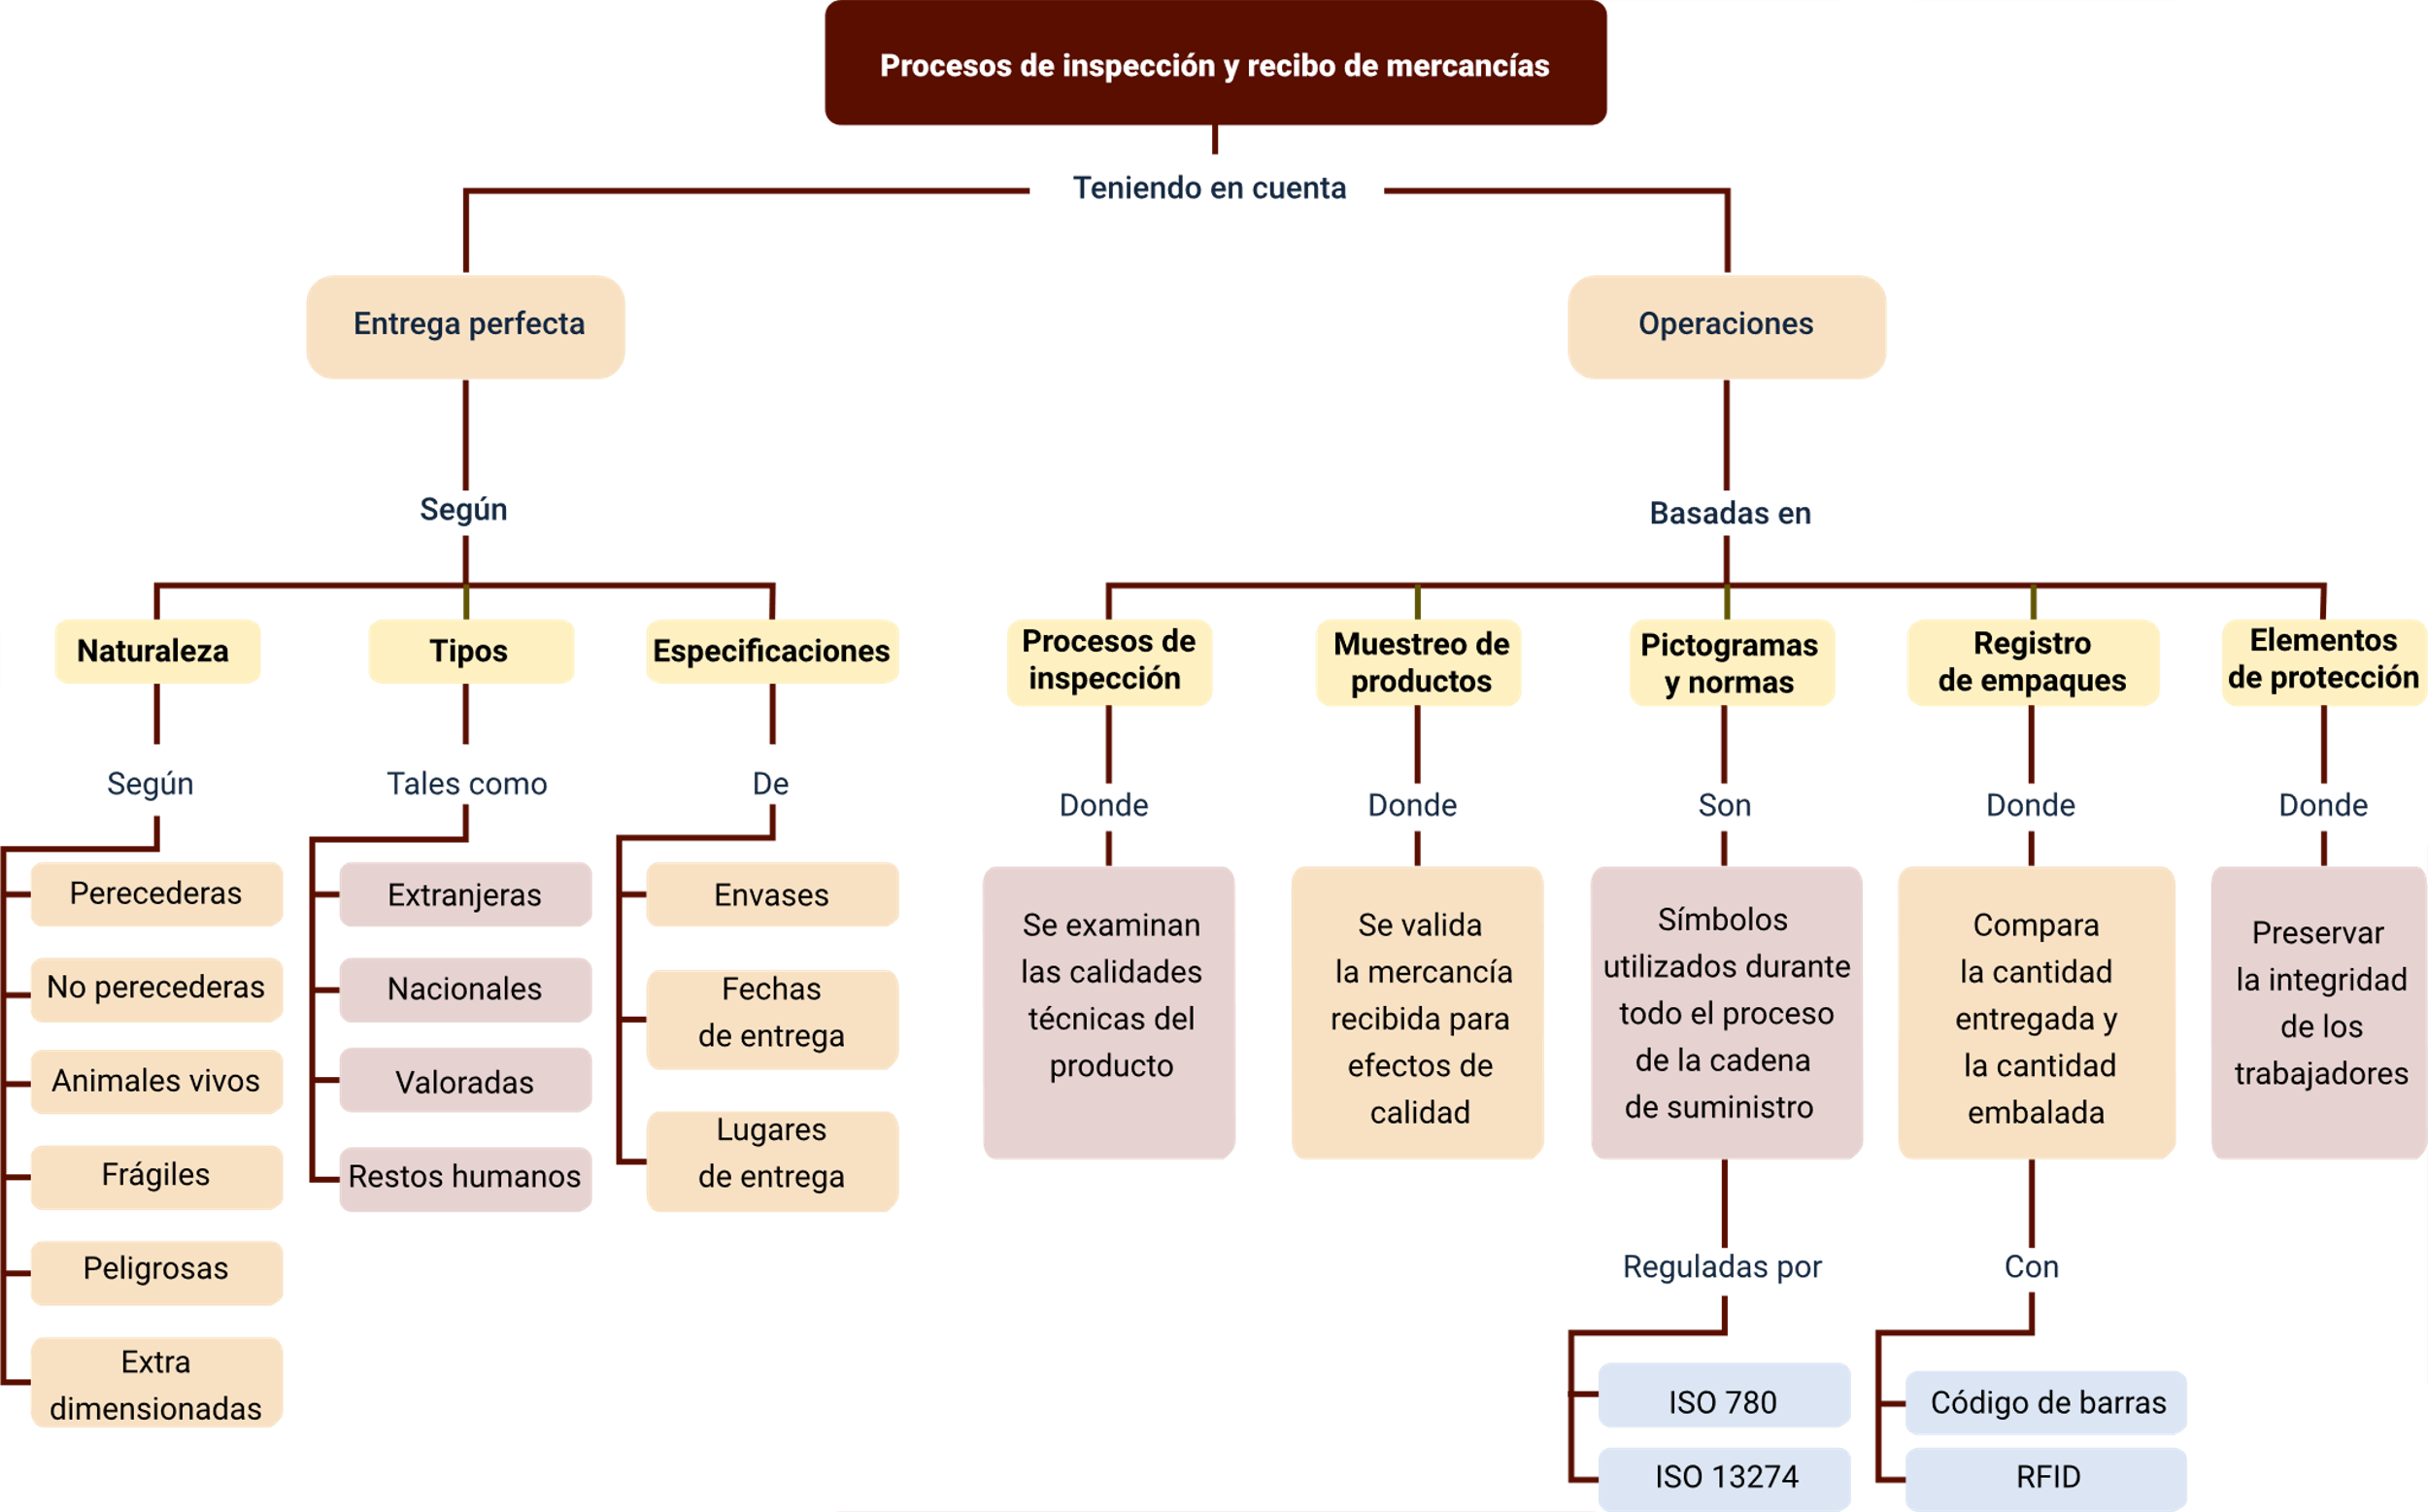 Procesos de inspección y recibo de mercancías
Teniendo en cuenta
Entrega perfecta
Operaciones
Según
Basadas en
Naturaleza
Tipos
Especificaciones
Procesos de
inspección
Muestreo de
productos
Pictogramas
y normas
Registro
de empaques
Elementos
de protección
Según
Tales como
De
Donde
Donde
Son
Donde
Donde
Perecederas
No perecederas
Animales vivos
Frágiles
Peligrosas
Extra
dimensionadas
Extranjeras
Nacionales
Valoradas
Restos humanos
Envases
Fechas
de entrega
Lugares
de entrega
Se examinan
las calidades
técnicas del
producto
Se valida
la mercancía
recibida para
efectos de
calidad
Símbolos
utilizados durante
todo el proceso
de la cadena
de suministro
Compara
la cantidad
entregada y
la cantidad
embalada
Preservar
la integridad
de los
trabajadores
Reguladas por
Con
ISO 780
ISO 13274
Código de barras
RFID